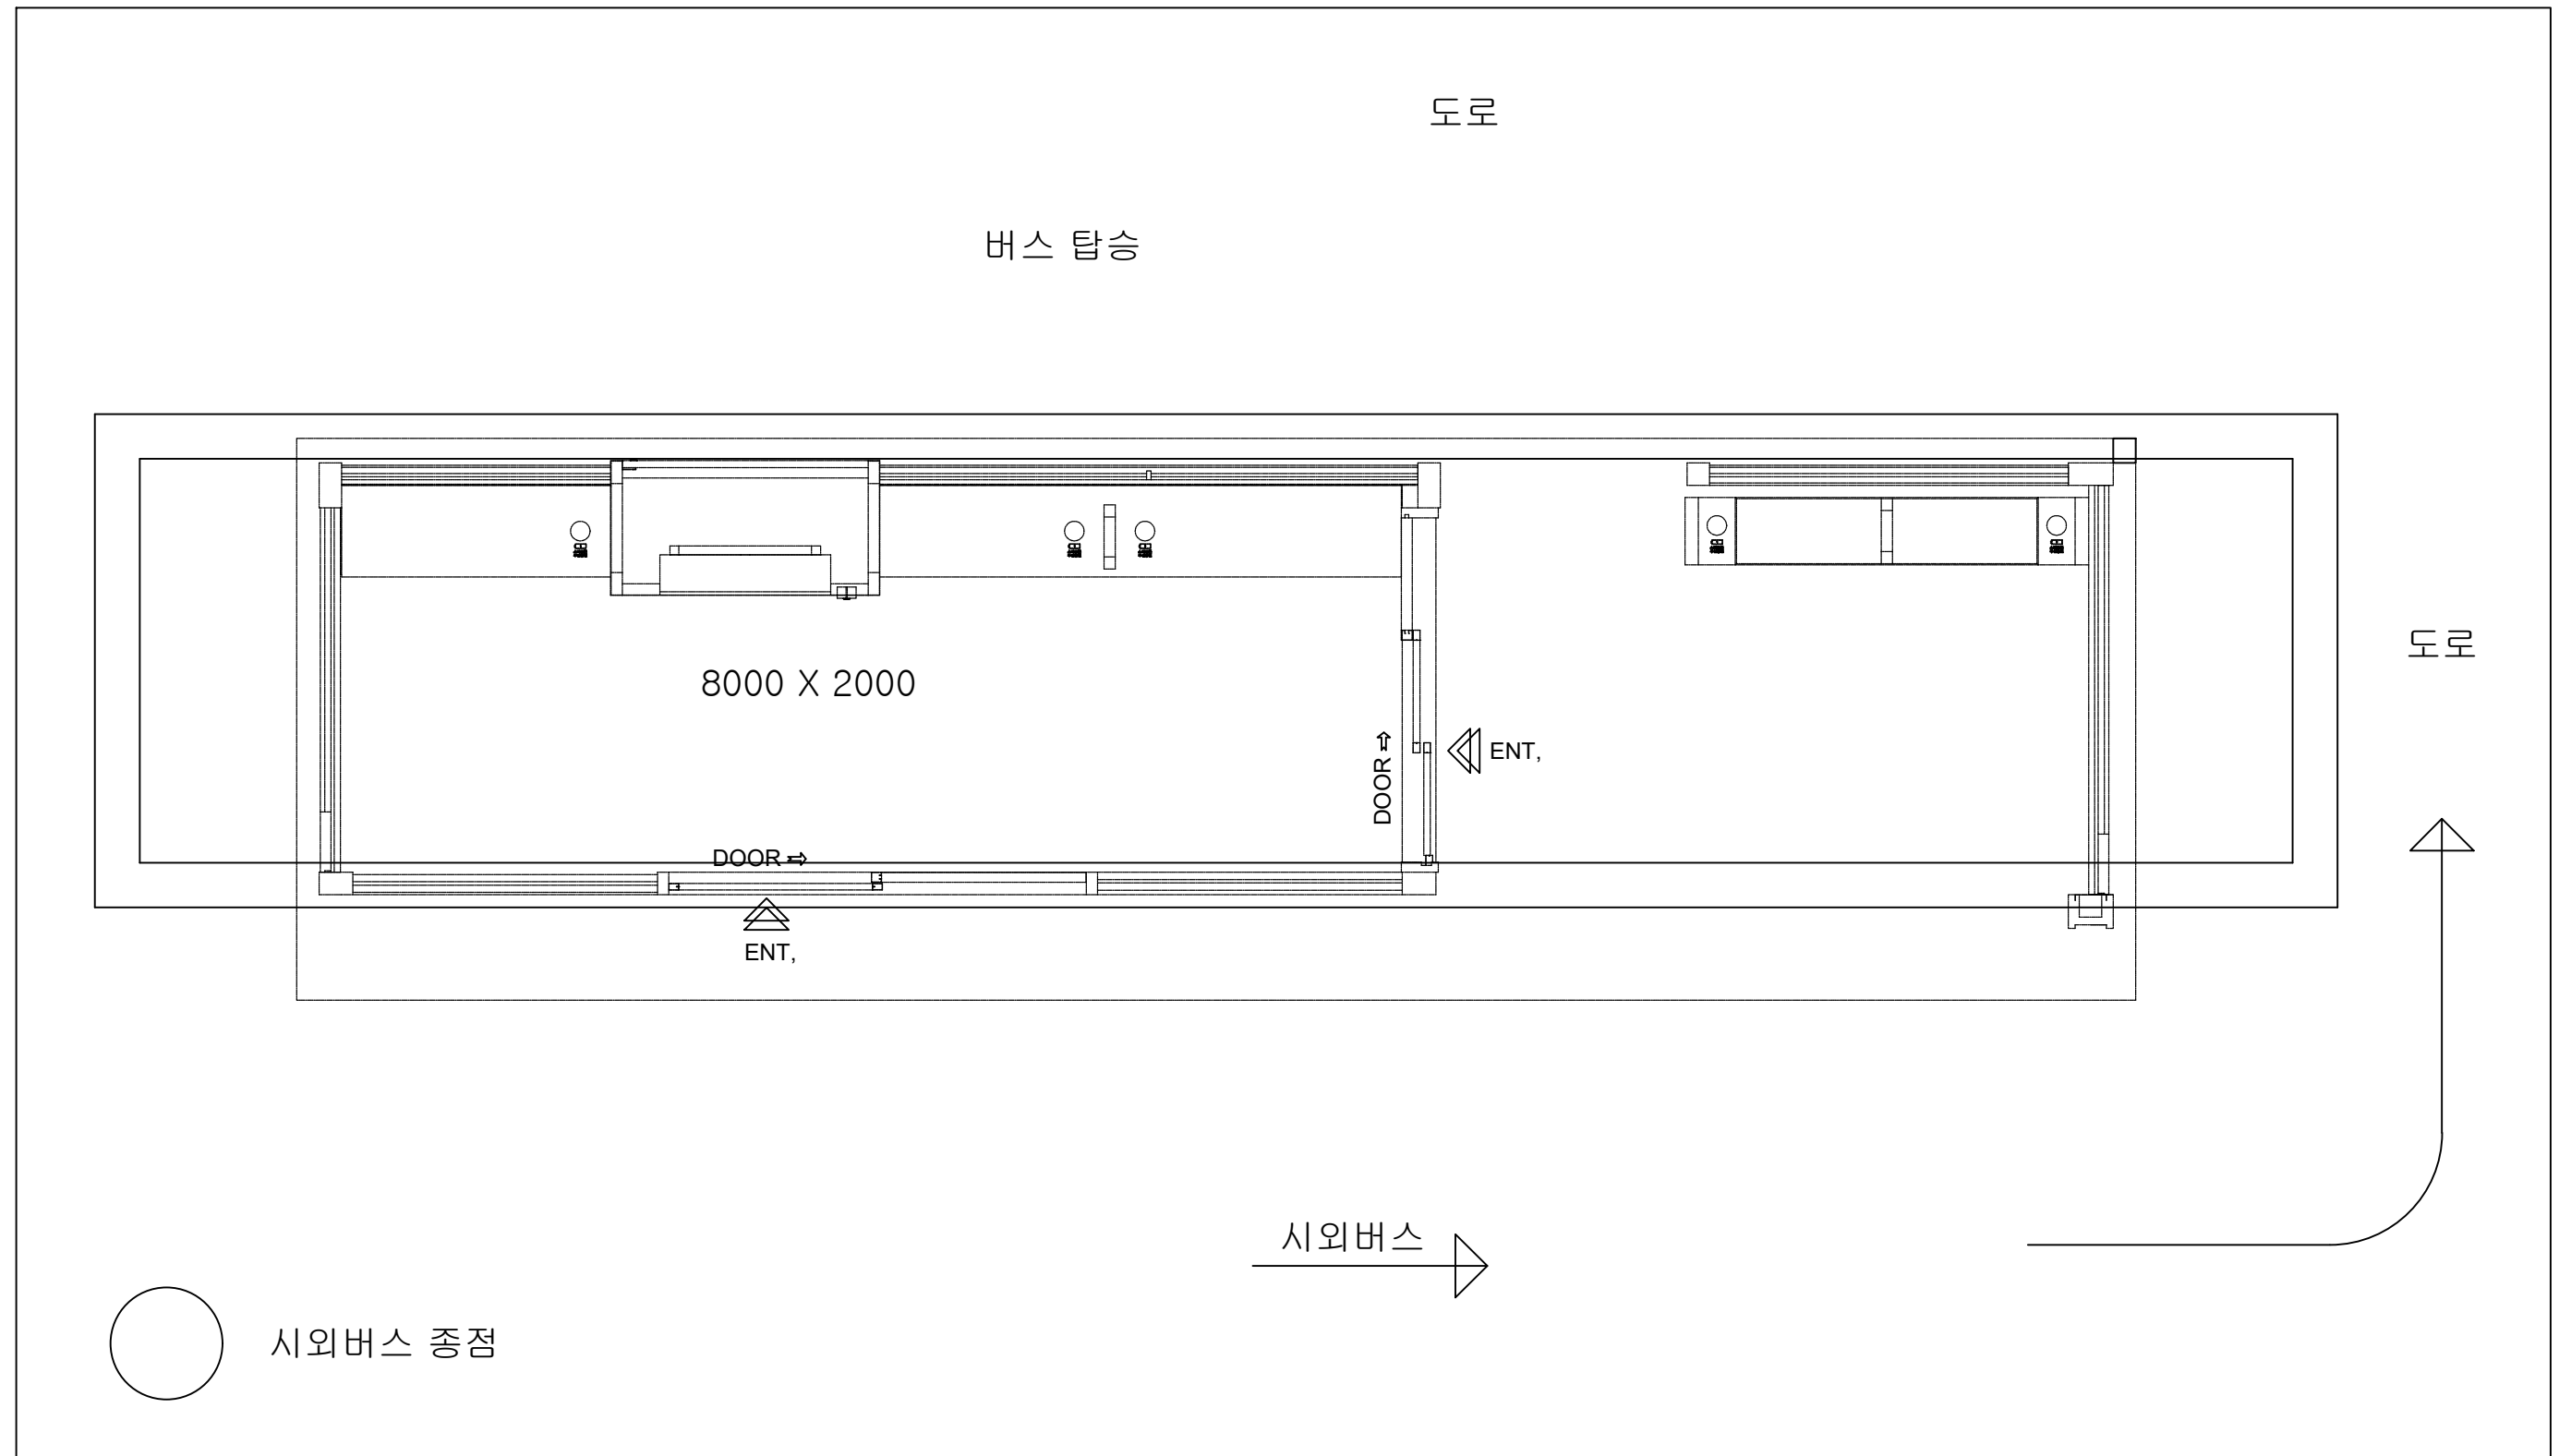 도로
버스 탑승
도로
8000 X 2000
DOOR ⇧
ENT,
DOOR ⇨
ENT,
시외버스
시외버스 종점